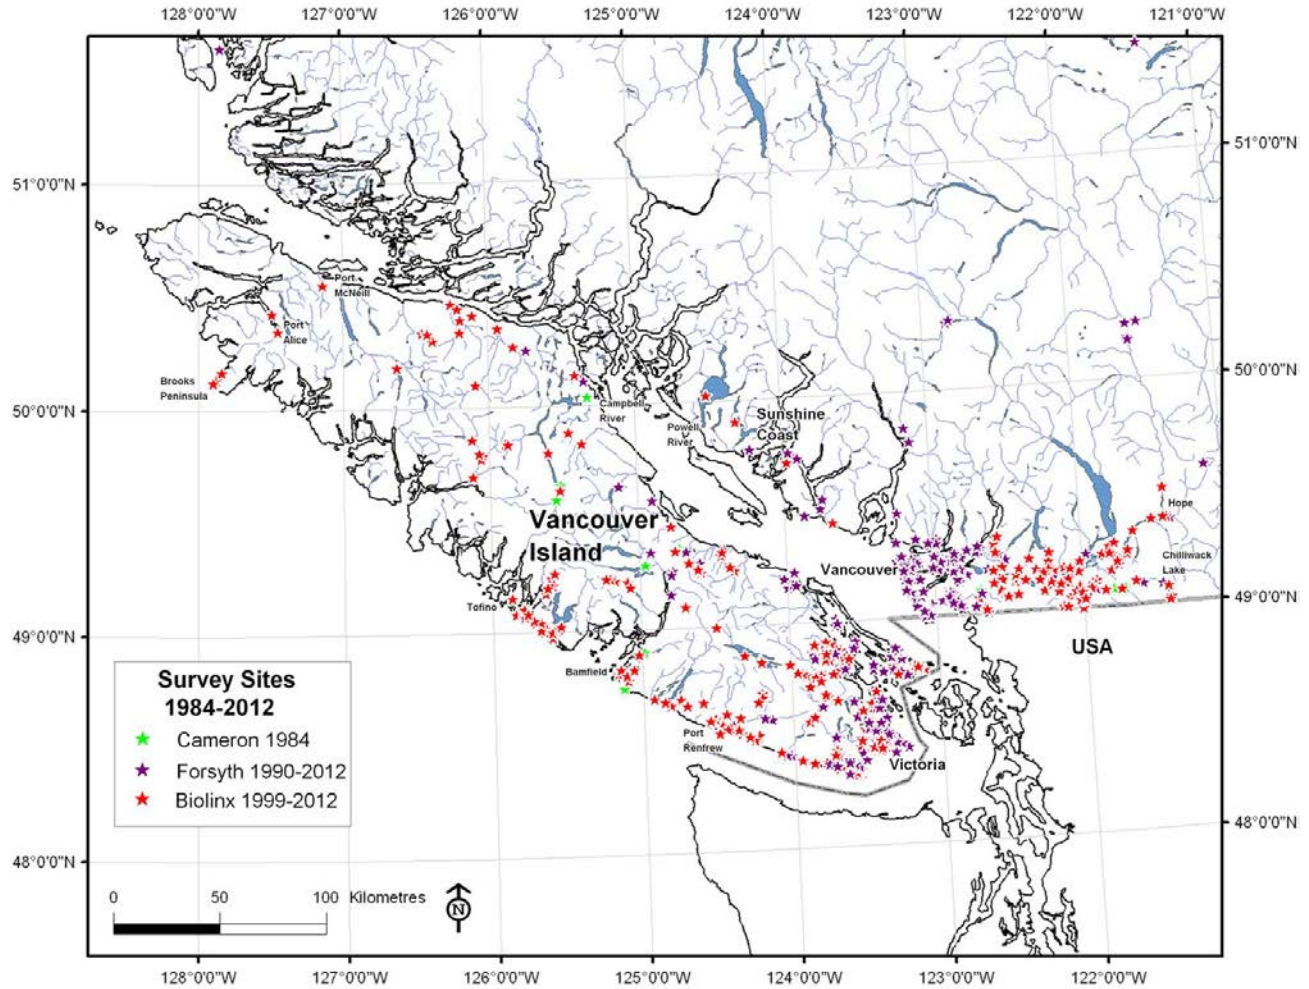 128°0'0"W 127°0'0"W 126°0'0"W 125°0'0"W 124°0'0"W 123°0'0"W 122°0'0"W 121°0'0"W
51°0'0"N
51°0'0"N
Port
McNeill
Port
Alice
50°0'0"N
Brooks
Peninsula
50°0'0"N
Campbell
River
Powell
River
Sunshine
Coast
Hope
Vancouver
Island
Chilliwack
Lake
Vancouver
49°0'0"N
Tofino
49°0'0"N
USA
Bamfield
Survey Sites
1984-2012
Cameron 1984
Forsyth 1990-2012
Biolinx 1999-2012
Port
Renfrew
Victoria
48°0'0"N
48°0'0"N
0 50 100 Kilometres
N
128°0'0"W 127°0'0"W 126°0'0"W 125°0'0"W 124°0'0"W 123°0'0"W 122°0'0"W